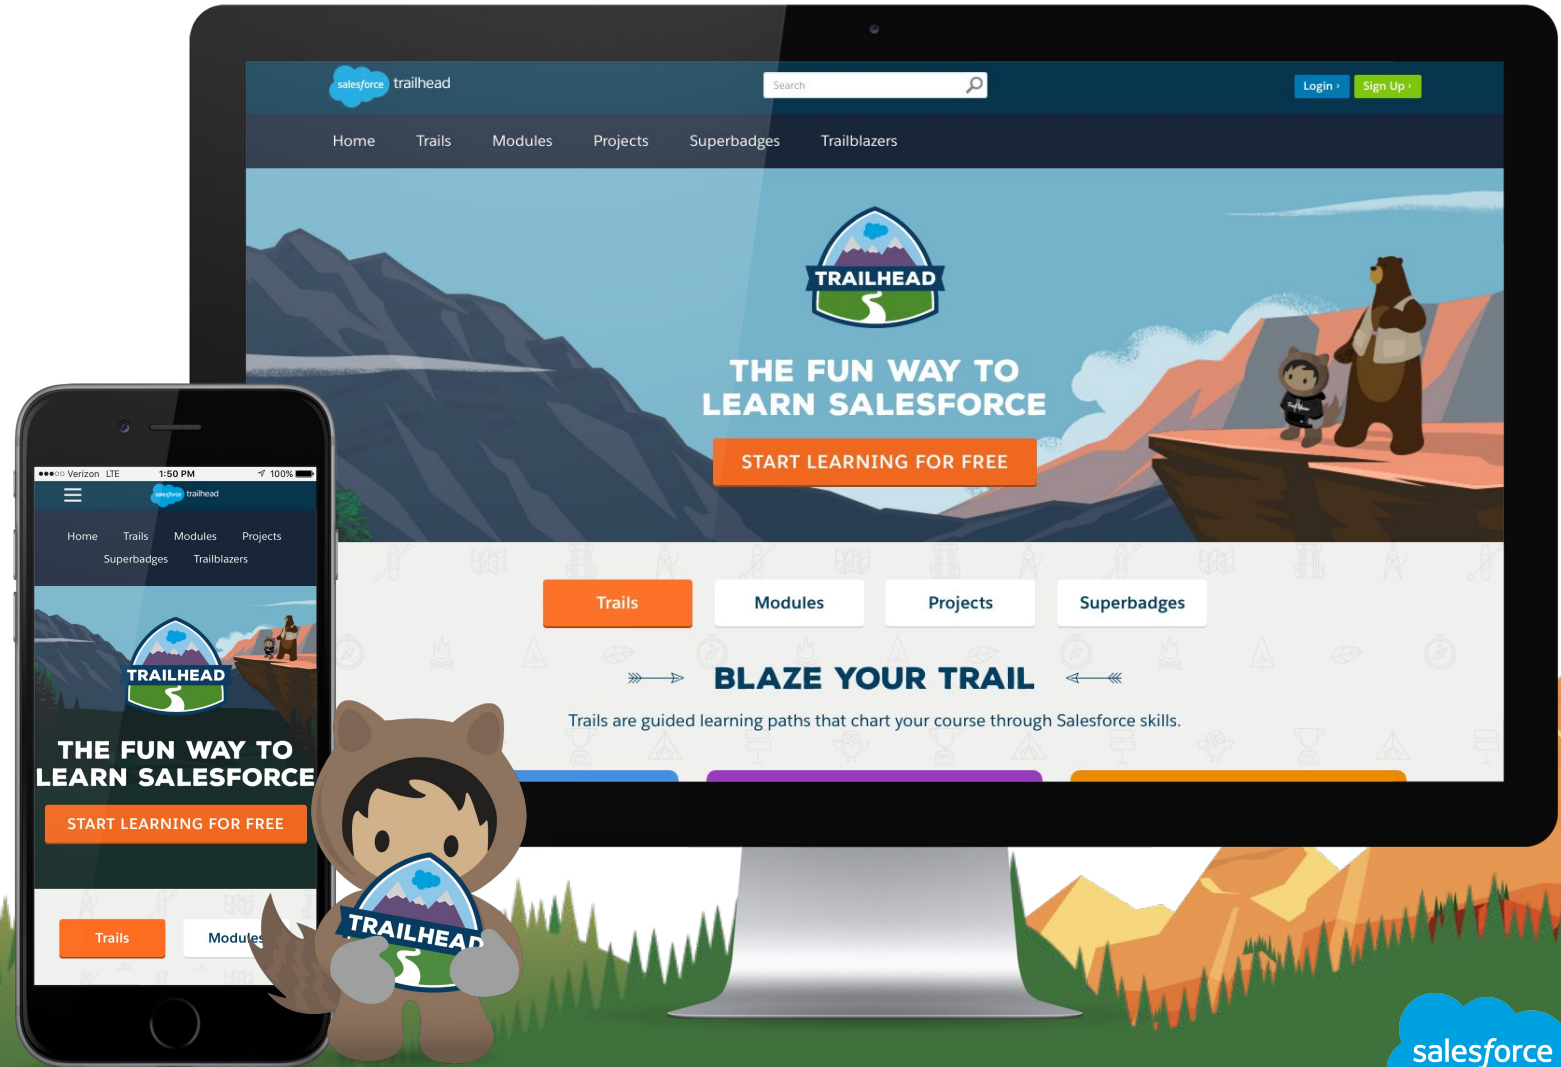 salesforce trailhead
Search
Login ›
Sign Up ›
Home Trails Modules Projects Superbadges Trailblazers
TRAILHEAD
THE FUN WAY TO
LEARN SALESFORCE
START LEARNING FOR FREE
Trails Modules Projects Superbadges
BLAZE YOUR TRAIL
Trails are guided learning paths that chart your course through Salesforce skills.
Verizon LTE 1:50 PM 100%
salesforce trailhead
Home Trails Modules Projects
Superbadges Trailblazers
TRAILHEAD
THE FUN WAY TO
LEARN SALESFORCE
START LEARNING FOR FREE
Trails Modules
TRAILHEAD
salesforce